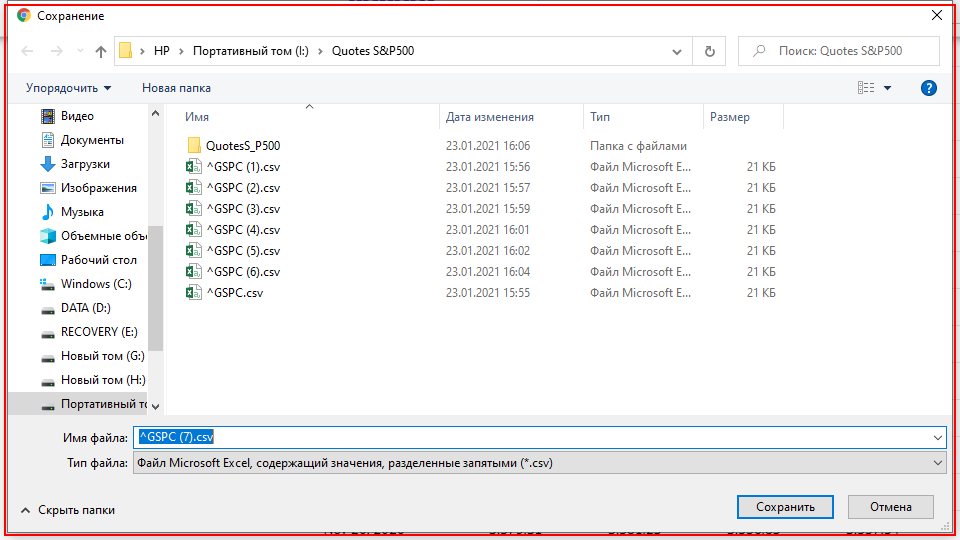 Сохранение
HP › Портативный том (I:) › Quotes S&P500
Поиск: Quotes S&P500
Упорядочить
Новая папка
Видео
Документы
Загрузки
Изображения
Музыка
Объемные объ
Рабочий стол
Windows (C:)
DATA (D:)
RECOVERY (E:)
Новый том (G:)
Новый том (H:)
Портативный то
Имя Дата изменения Тип Размер
QuotesS_P500 23.01.2021 16:06 Папка с файлами
^GSPC (1).csv 23.01.2021 15:56 Файл Microsoft E... 21 КБ
^GSPC (2).csv 23.01.2021 15:57 Файл Microsoft E... 21 КБ
^GSPC (3).csv 23.01.2021 15:59 Файл Microsoft E... 21 КБ
^GSPC (4).csv 23.01.2021 16:01 Файл Microsoft E... 21 КБ
^GSPC (5).csv 23.01.2021 16:02 Файл Microsoft E... 21 КБ
^GSPC (6).csv 23.01.2021 16:04 Файл Microsoft E... 21 КБ
^GSPC.csv 23.01.2021 15:55 Файл Microsoft E... 21 КБ
Имя файла: ^GSPC (7).csv
Тип файла: Файл Microsoft Excel, содержащий значения, разделенные запятыми (*.csv)
Скрыть папки
Сохранить
Отмена